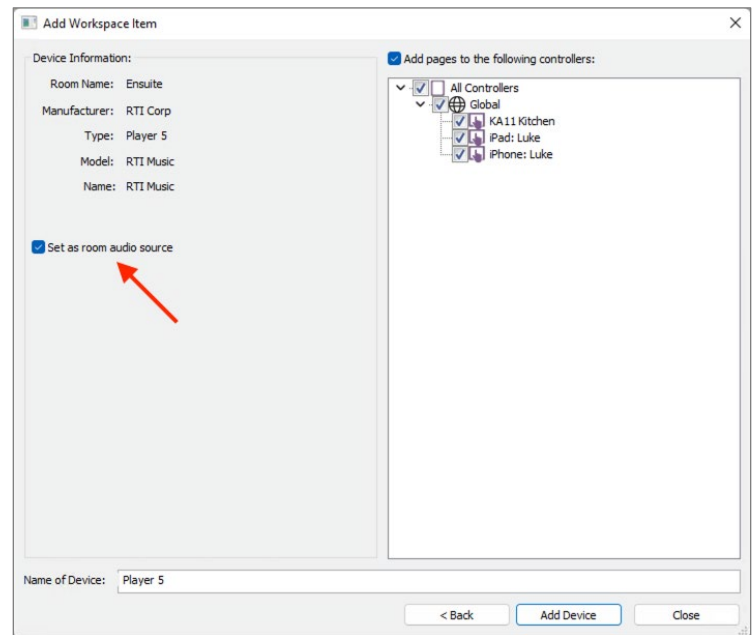 Add Workspace Item
Device Information:
Room Name: Ensuite
Manufacturer: RTI Corp
Type: Player 5
Model: RTI Music
Name: RTI Music
Set as room audio source
Add pages to the following controllers:
All Controllers
Global
KA11 Kitchen
iPad: Luke
iPhone: Luke
Name of Device: Player 5
< Back Add Device Close